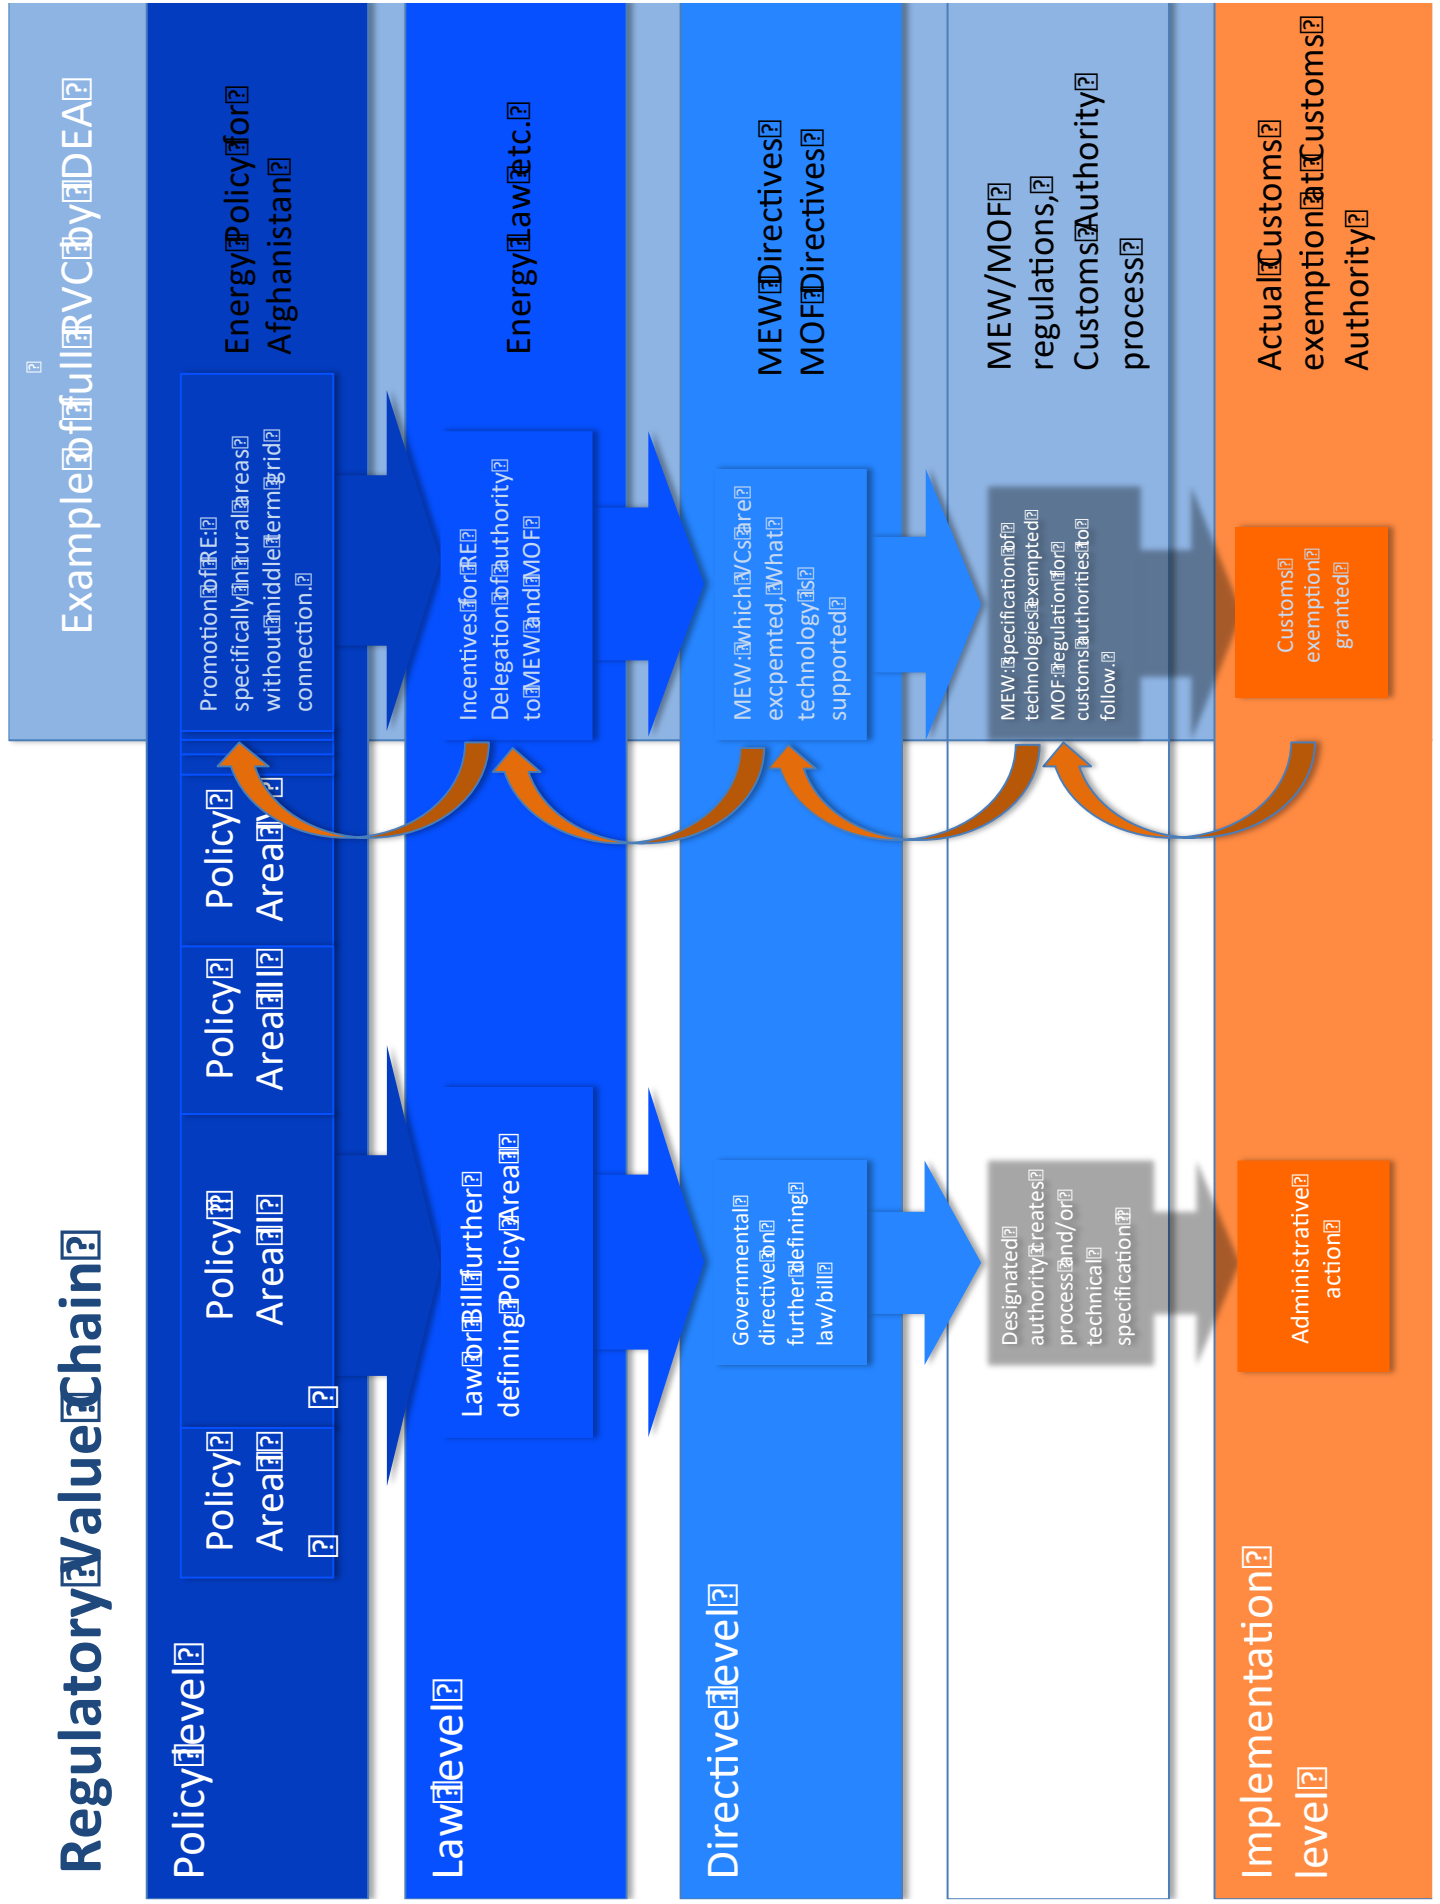 Regulatory Value Chain
Example of full RVC by DEA
Policy level
Policy
Area I
Policy
Area II
Policy
Area III
Policy
Area
Promotion of RE:
specifically in rural areas
without middle term grid
connection.
Energy Policy for
Afghanistan
Law level
Law or Bill further
defining Policy Area
Incentives for RE
Delegation of authority
to MEW and MOF
Energy Law etc.
Directive level
Governmental
directive on
further defining
law/bill
MEW: which VCs are
excpemted, What
technology is
supported
MEW Directives
MOF Directives
Designated
authority creates
process and/or
technical
specification
MEW: specification of
technologies exempted
MOF: regulation for
customs authorities to
follow.
MEW/MOF
regulations,
Customs Authority
process
Implementation
level
Administrative
action
Customs
exemption
granted
Actual Customs
exemption at Customs
Authority